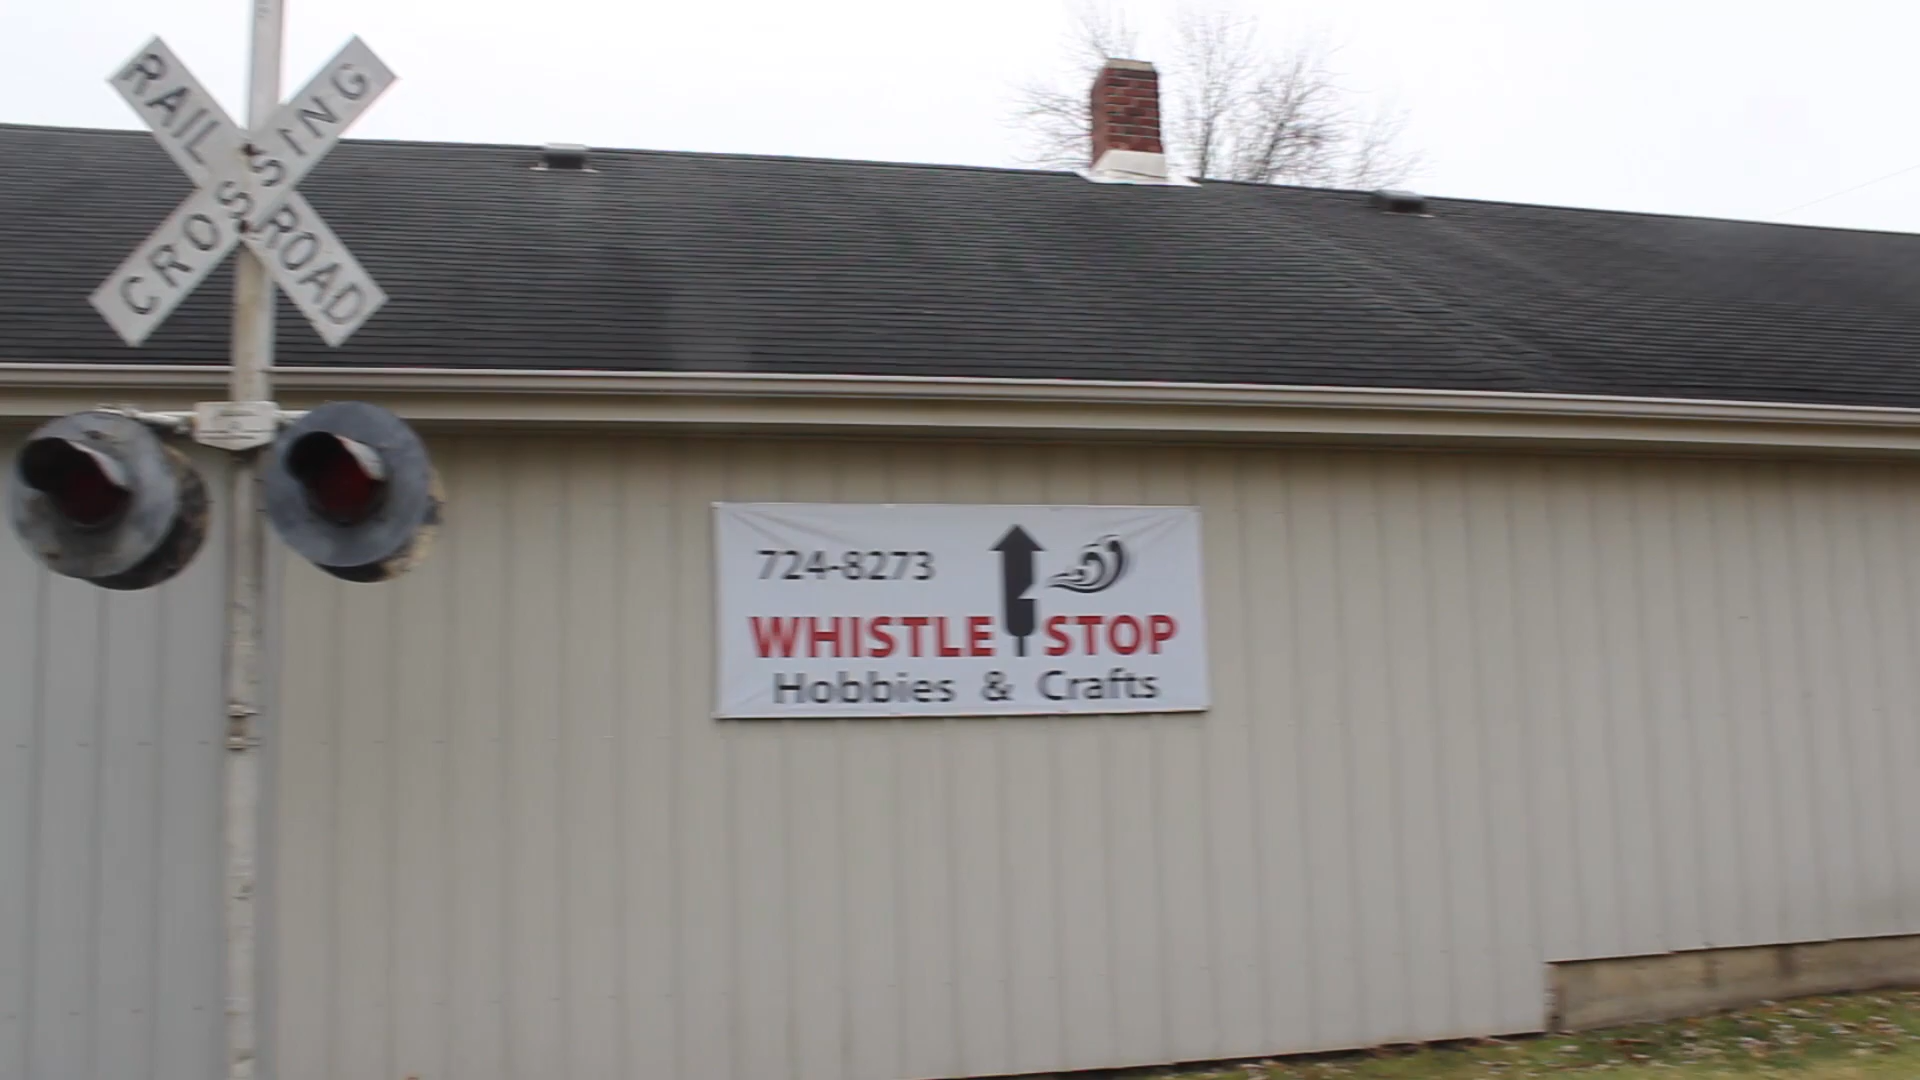 RAILROAD
CROSSING
724-8273
WHISTLE STOP
Hobbies & Crafts